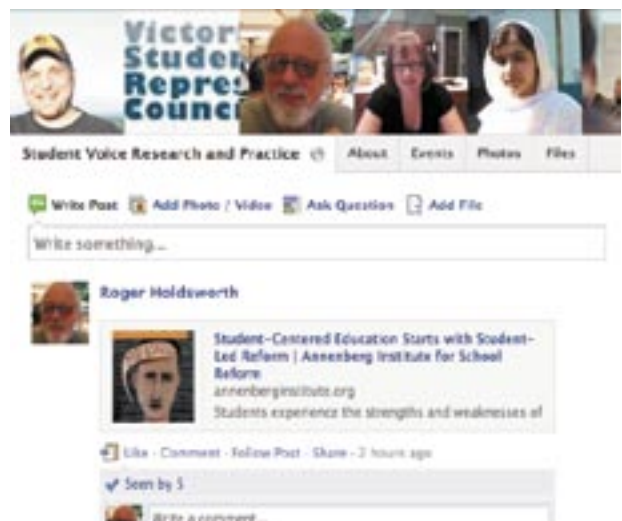 Victor
Studen
Repres
Counci
Student Voice Research and Practice About Events Photos Files
Write Post Add Photo / Video Ask Question Add File
Write something...
Roger Holdsworth
Student-Centered Education Starts with Student-
Led Reform | Annenberg Institute for School
Reform
annenberginstitute.org
Students experience the strengths and weaknesses of
Like · Comment · Follow Post · Share · 2 hours ago
Seen by 5
Write a comment...